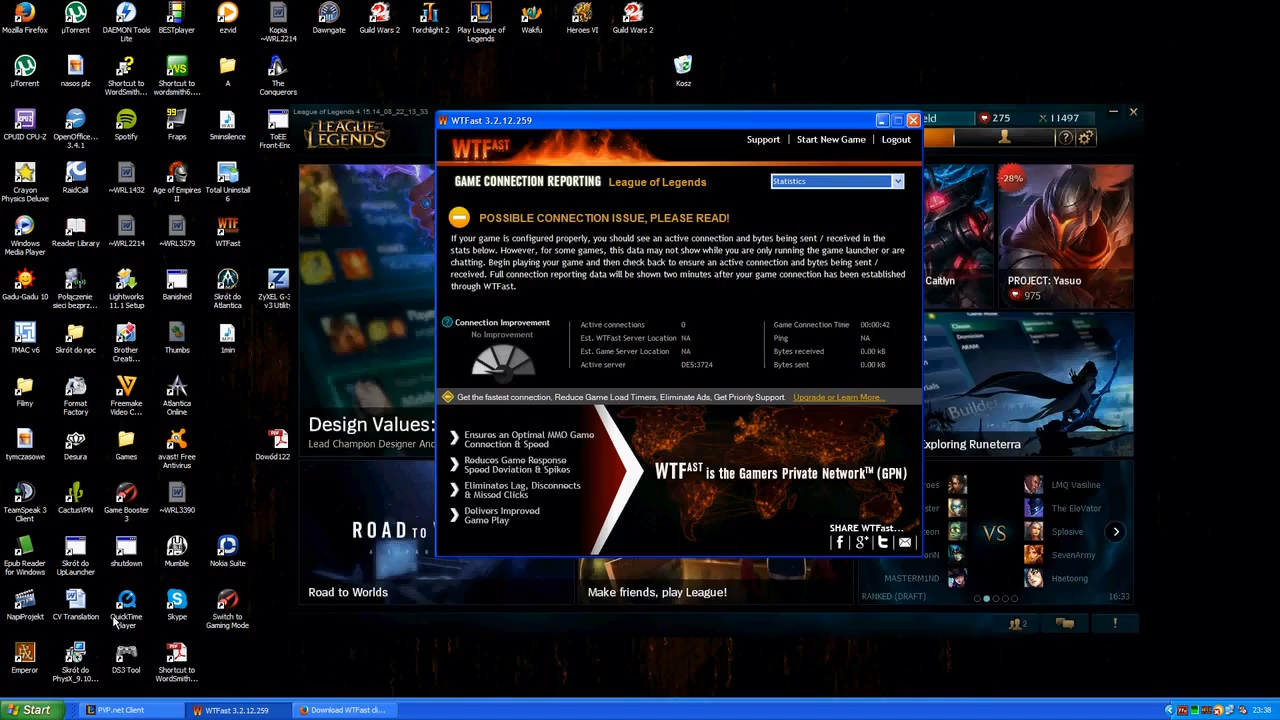 Mozilla Firefox
µTorrent
DAEMON Tools
Lite
BESTplayer
ezvid
Kopia
~WRL2214
Dawngate
Guild Wars 2
Torchlight 2
Play League of
Legends
Wakfu
Heroes VI
Guild Wars 2
µTorrent
nasos plz
Shortcut to
WordSmith...
Shortcut to
wordsmith6...
A
The
Conquerors
Kosz
CPUID CPU-Z
OpenOffice...
3.4.1
Spotify
Fraps
5minsilence
ToEE
Front-End
Crayon
Physics Deluxe
RaidCall
~WRL1432
Age of Empires
II
Total Uninstall
6
Windows
Media Player
Reader Library
~WRL2214
~WRL3579
WTFast
Gadu-Gadu 10
Połączenie
sieci bezprz...
Lightworks
11.1 Setup
Banished
Skrót do
Atlantica
ZyXEL G-
v3 Utility
TMAC v6
Skrót do npc
Brother
Creati...
Thumbs
1min
Filmy
Format
Factory
Freemake
Video C...
Atlantica
Online
tymczasowe
Desura
Games
avast! Free
Antivirus
Dowód122
TeamSpeak 3
Client
CactusVPN
Game Booster
3
~WRL3390
Epub Reader
for Windows
Skrót do
UpLauncher
shutdown
Mumble
Nokia Suite
NapiProjekt
CV Translation
QuickTime
Player
Skype
Switch to
Gaming Mode
Emperor
Skrót do
PhysX_9.10...
DS3 Tool
Shortcut to
WordSmith...
League of Legends 4.15.14_08_22_13_33
LEAGUE OF
LEGENDS
eld
275
11497
WTFast 3.2.12.259
WTFAST
Support | Start New Game | Logout
GAME CONNECTION REPORTING League of Legends
Statistics
POSSIBLE CONNECTION ISSUE, PLEASE READ!
If your game is configured properly, you should see an active connection and bytes being sent / received in the
stats below. However, for some games, this data may not show while you are only running the game launcher or are
chatting. Begin playing your game and then check back to ensure an active connection and bytes being sent /
received. Full connection reporting data will be shown two minutes after your game connection has been established
through WTFast.
Connection Improvement
No Improvement
Active connections 0
Est. WTFast Server Location NA
Est. Game Server Location NA
Active server DE5:3724
Game Connection Time 00:00:42
Ping NA
Bytes received 0.00 kB
Bytes sent 0.00 kB
Get the fastest connection, Reduce Game Load Timers, Eliminate Ads, Get Priority Support. Upgrade or Learn More...
Ensures an Optimal MMO Game
Connection & Speed
Reduces Game Response
Speed Deviation & Spikes
Eliminates Lag, Disconnects
& Missed Clicks
Delivers Improved
Game Play
WTFAST is the Gamers Private Network™ (GPN)
SHARE WTFast...
-28%
Caitlyn
PROJECT: Yasuo
975
Design Values:
Lead Champion Designer An
xploring Runeterra
ROAD TO
Road to Worlds
Make friends, play League!
VS
LMQ Vasiline
The EloVator
Splosive
SevenArmy
Haetoong
MASTERM1ND
RANKED (DRAFT)
16:33
2
Start
PVP.net Client
WTFast 3.2.12.259
Download WTFast cli...
23:38